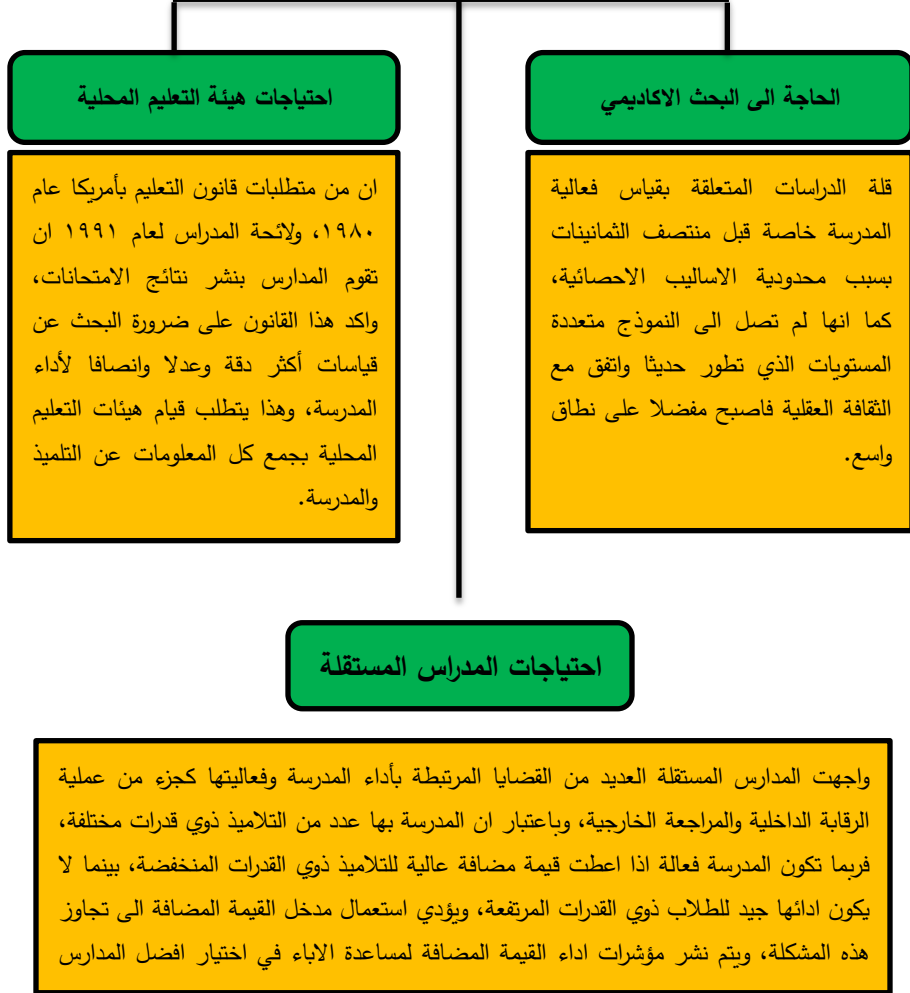 الحاجة الى البحث الاكاديمي
قلة الدراسات المتعلقة بقياس فعالية
المدرسة خاصة قبل منتصف الثمانينات
بسبب محدودية الاساليب الاحصائية،
كما انها لم تصل الى النموذج متعددة
المستويات الذي تطور حديثا واتفق مع
الثقافة العقلية فاصبح مفضلا على نطاق
واسع.
احتياجات هيئة التعليم المحلية
ان من متطلبات قانون التعليم بأمريكا عام
١٩٨٠، ولائحة المدراس لعام ١٩٩١ ان
تقوم المدارس بنشر نتائج الامتحانات،
واكد هذا القانون على ضرورة البحث عن
قياسات أكثر دقة وعدلا وانصافا لأداء
المدرسة، وهذا يتطلب قيام هيئات التعليم
المحلية بجمع كل المعلومات عن التلميذ
والمدرسة.
احتياجات المدراس المستقلة
واجهت المدارس المستقلة العديد من القضايا المرتبطة بأداء المدرسة وفعاليتها كجزء من عملية
الرقابة الداخلية والمراجعة الخارجية، وباعتبار ان المدرسة بها عدد من التلاميذ ذوي قدرات مختلفة،
فربما تكون المدرسة فعالة اذا اعطت قيمة مضافة عالية للتلاميذ ذوي القدرات المنخفضة، بينما لا
يكون ادائها جيد للطلاب ذوي القدرات المرتفعة، ويؤدي استعمال مدخل القيمة المضافة الى تجاوز
هذه المشكلة، ويتم نشر مؤشرات اداء القيمة المضافة لمساعدة الاباء في اختيار افضل المدارس